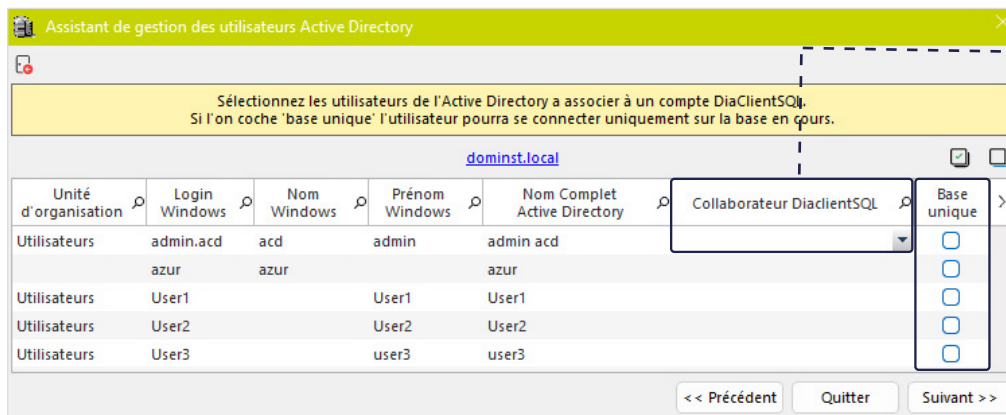 Assistant de gestion des utilisateurs Active Directory
Sélectionnez les utilisateurs de l'Active Directory a associer à un compte DiaClientSQL.
Si l'on coche 'base unique' l'utilisateur pourra se connecter uniquement sur la base en cours.
dominst.local
Unité d'organisation Login Windows Nom Windows Prénom Windows Nom Complet Active Directory Collaborateur DiaclientSQL Base unique
Utilisateurs admin.acd acd admin admin acd
azur azur azur
Utilisateurs User1 User1 User1
Utilisateurs User2 User2 User2
Utilisateurs User3 user3 user3
<< Précédent Quitter Suivant >>